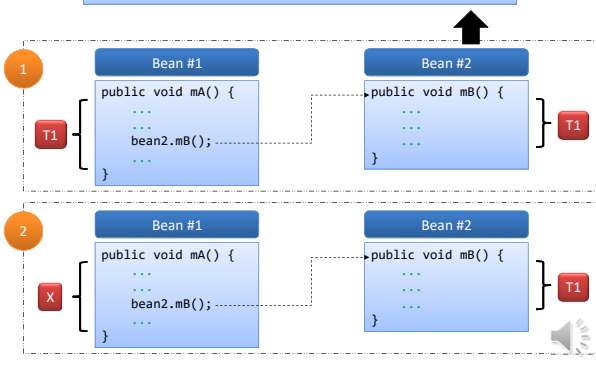 1
Bean #1
public void mA() {
...
...
bean2.mB();
...
}
T1
Bean #2
public void mB() {
...
...
...
}
T1
2
Bean #1
public void mA() {
...
...
bean2.mB();
...
}
X
Bean #2
public void mB() {
...
...
...
}
T1